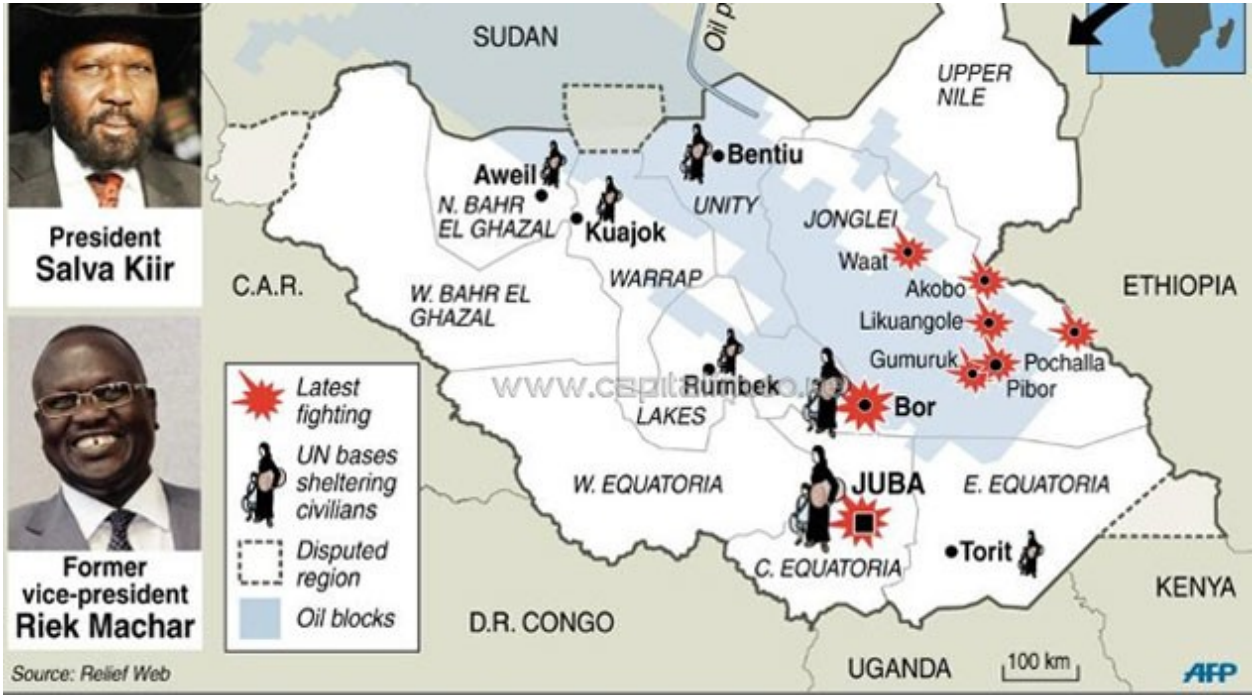 President
Salva Kiir
Former
vice-president
Riek Machar
Source: Relief Web
Latest
fighting
UN bases
sheltering
civilians
Disputed
region
Oil blocks
SUDAN
Oil p
UPPER
NILE
Bentiu
Aweil
N. BAHR
EL GHAZAL
Kuajok
UNITY
JONGLEI
Waat
C.A.R.
W. BAHR EL
GHAZAL
WARRAP
Akobo
ETHIOPIA
Likuangole
Gumuruk
Pochalla
Pibor
Rumbek
LAKES
Bor
W. EQUATORIA
JUBA
E. EQUATORIA
C. EQUATORIA
Torit
KENYA
D.R. CONGO
UGANDA
100 km
AFP